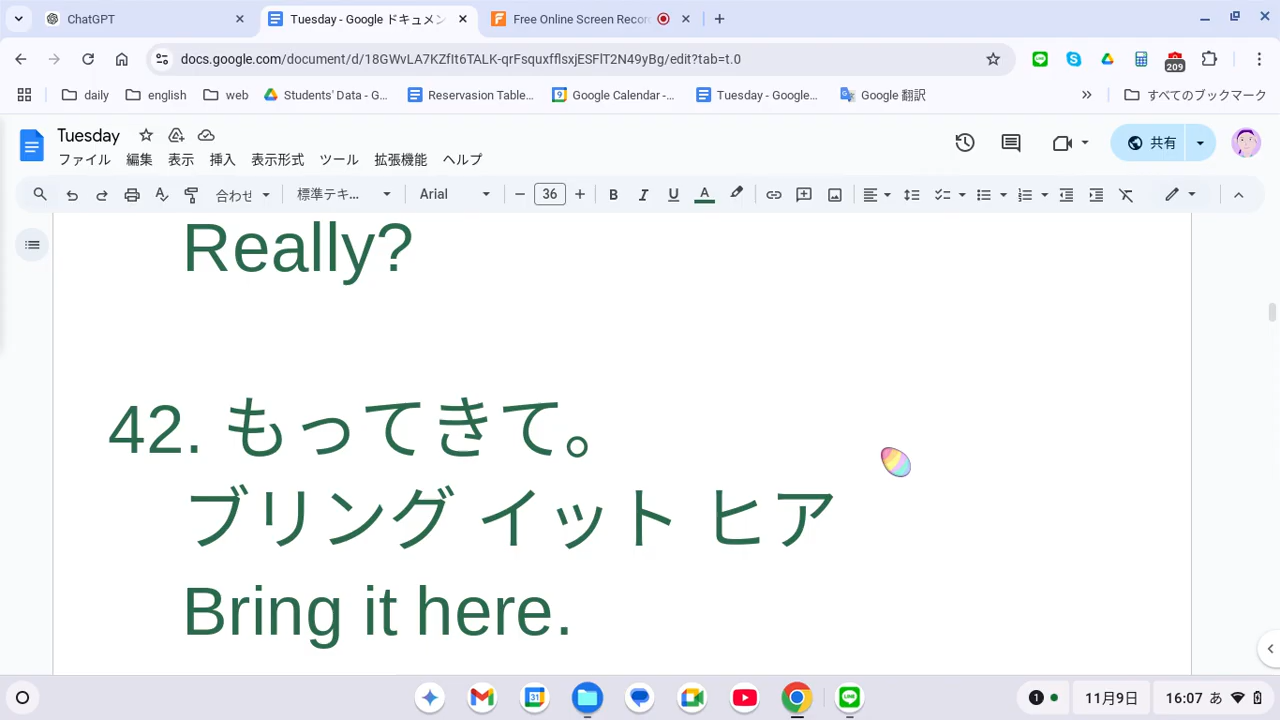 ChatGPT
Tuesday - Google ドキュメン
Free Online Screen Recor
docs.google.com/document/d/
/edit?tab=t.0
209
daily
english
web
Students' Data - G...
Reservasion Table...
Google Calendar -...
Tuesday - Google...
Google 翻訳
すべてのブックマーク
Tuesday
共有
ファイル 編集 表示 挿入 表示形式 ツール 拡張機能 ヘルプ
合わせ
標準テキ...
Arial
36
B I U A
Really?
42. もってきて。
ブリング イット ヒア
Bring it here.
31
1
11月9日
16:07 あ